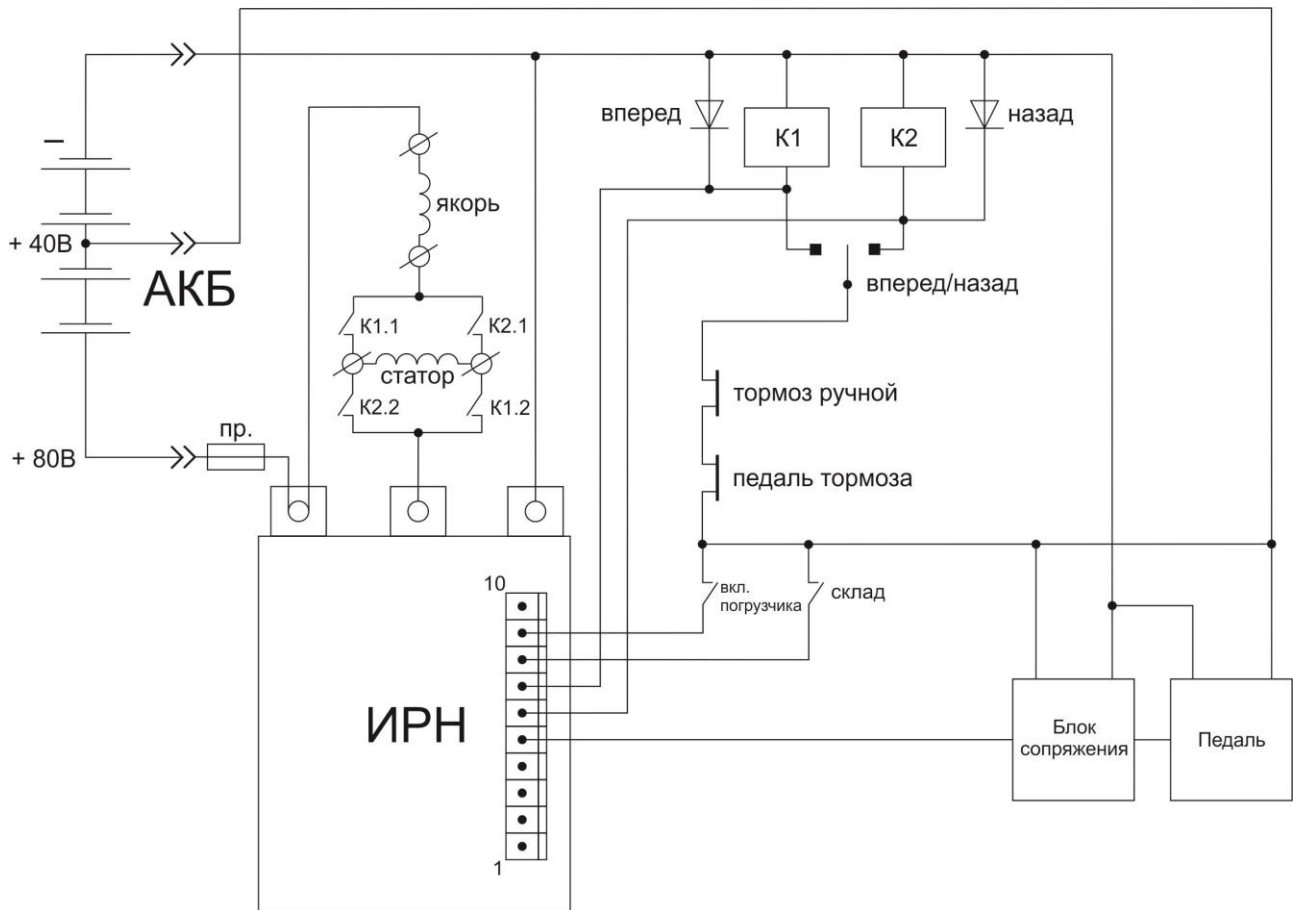 –
+ 40В
АКБ
+ 80В
пр.
якорь
К1.1
К2.1
статор
К2.2
К1.2
вперед
К1
К2
назад
вперед/назад
тормоз ручной
педаль тормоза
вкл.
погрузчика
склад
10
ИРН
1
Блок
сопряжения
Педаль